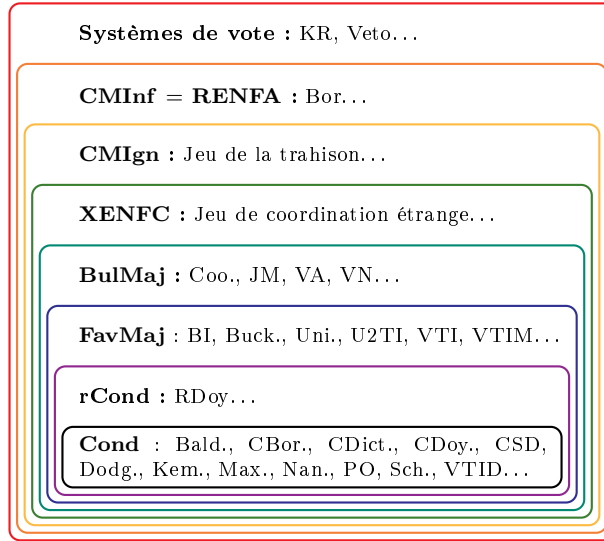 Systèmes de vote : KR, Veto...
CMInf = RENFA : Bor...
CMIgn : Jeu de la trahison...
XENFC : Jeu de coordination étrange...
BulMaj : Coo., JM, VA, VN...
FavMaj : BI, Buck., Uni., U2TI, VTI, VTIM...
rCond : RDoy...
Cond : Bald., CBor., CDict., CDoy., CSD,
Dodg., Kem., Max., Nan., PO, Sch., VTID...